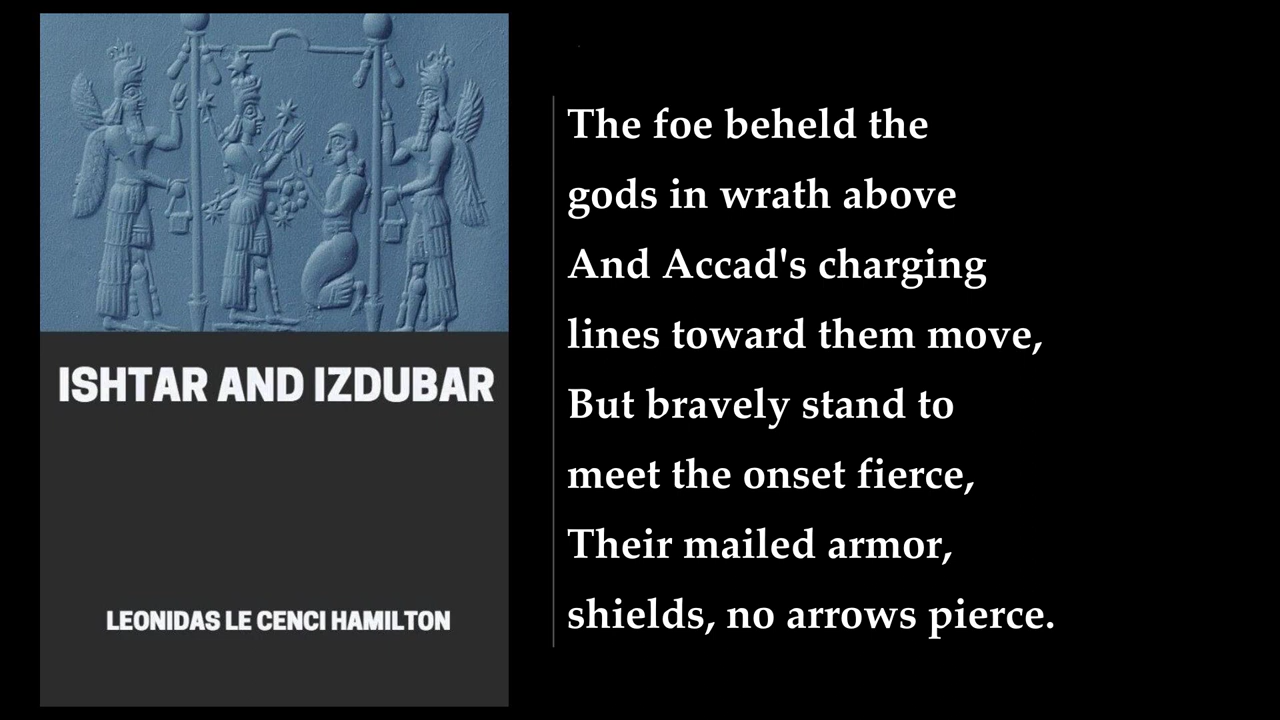 ISHTAR AND IZDUBAR
LEONIDAS LE CENCI HAMILTON
The foe beheld the
gods in wrath above
And Accad's charging
lines toward them move,
But bravely stand to
meet the onset fierce,
Their mailed armor,
shields, no arrows pierce.